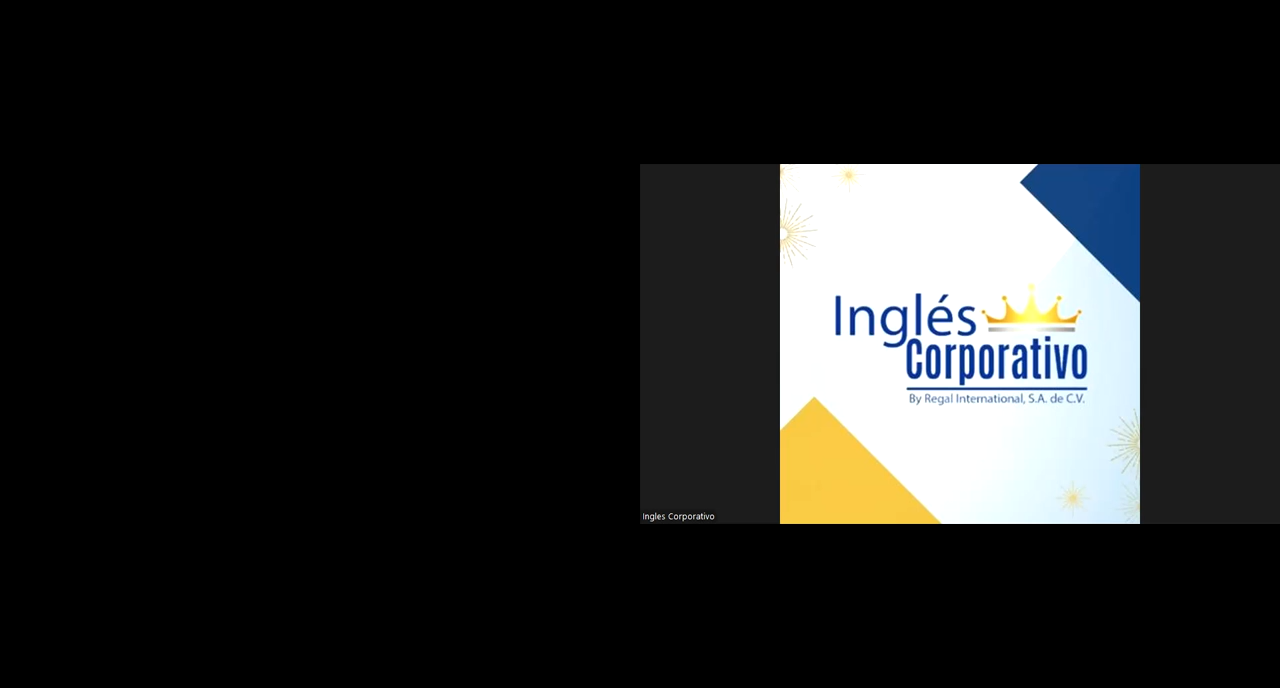 Inglés
Corporativo
By Regal International, S.A. de C.V.
Ingles Corporativo